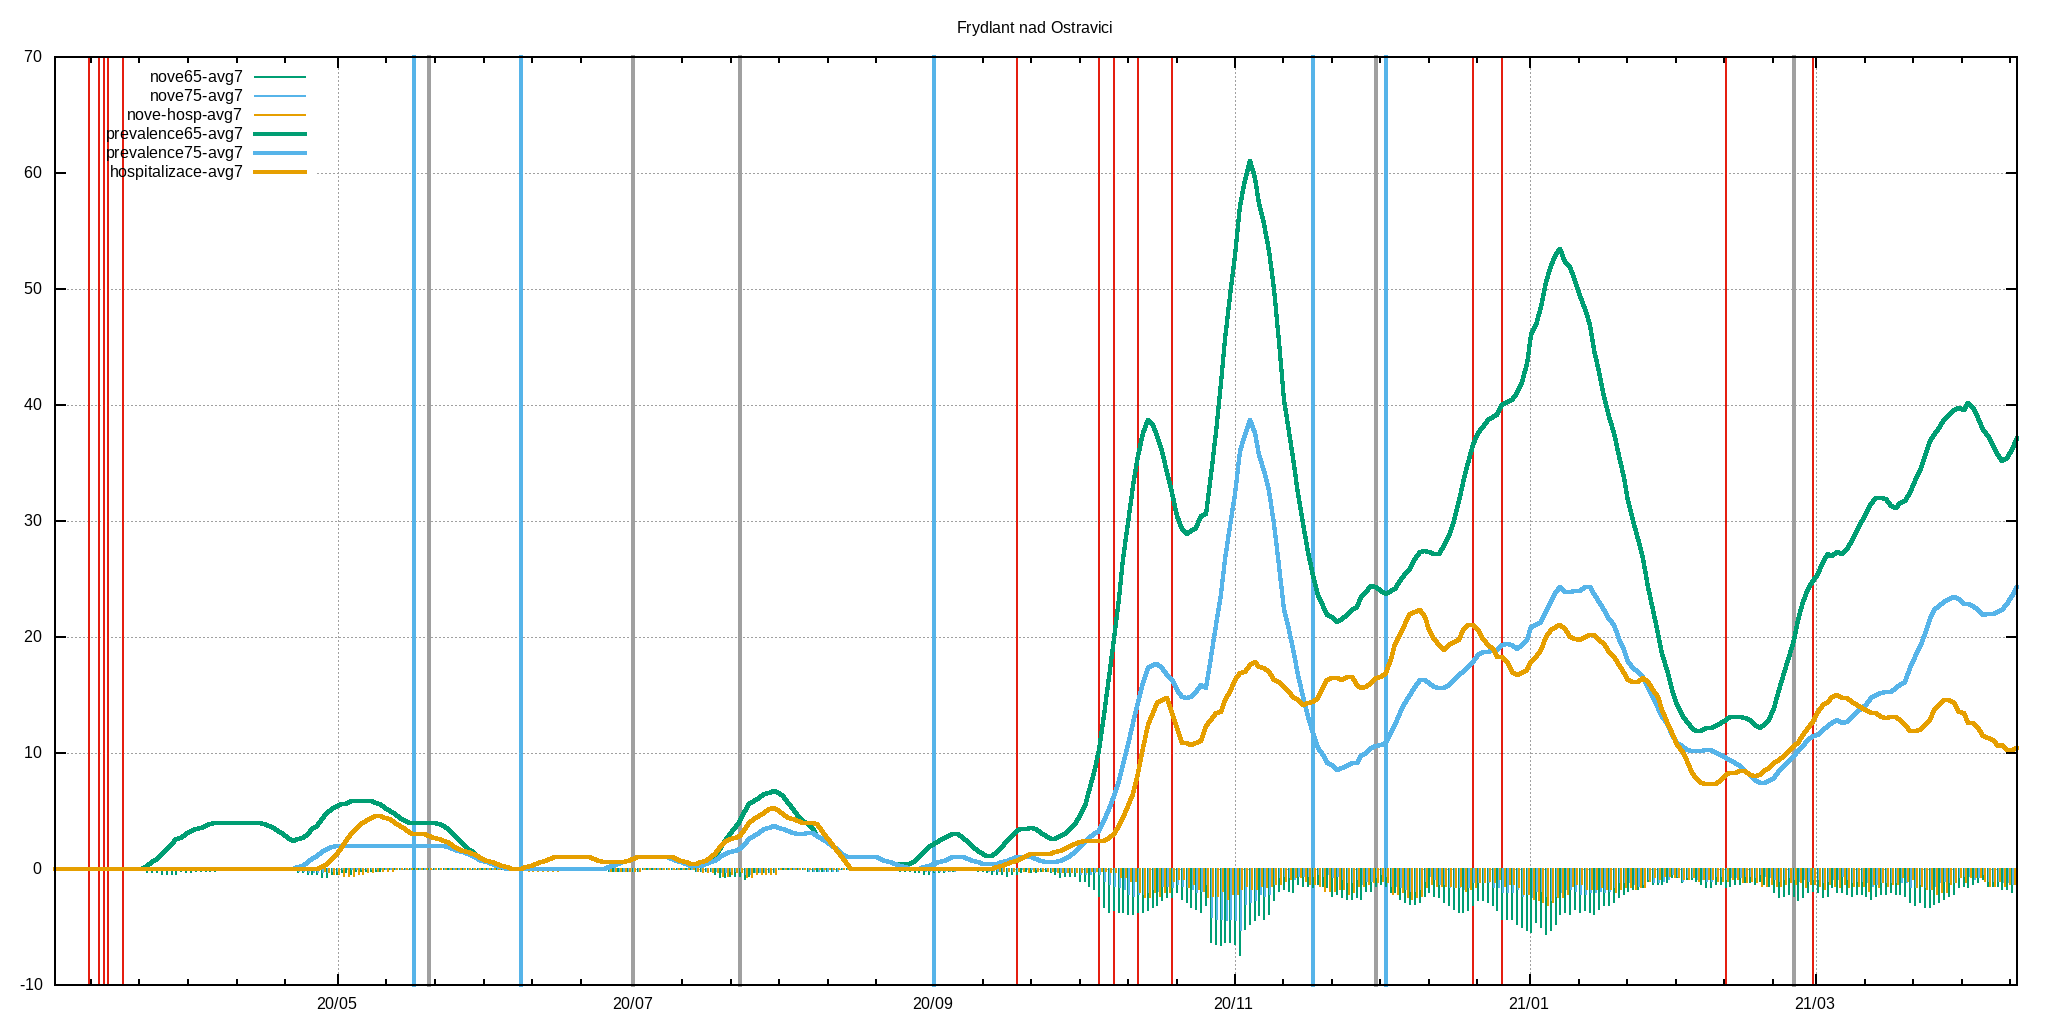 Frydlant nad Ostravici
70
60
50
40
30
20
10
0
-10
nove65-avg7
nove75-avg7
nove-hosp-avg7
prevalence65-avg7
prevalence75-avg7
hospitalizace-avg7
20/05 20/07 20/09 20/11 21/01 21/03